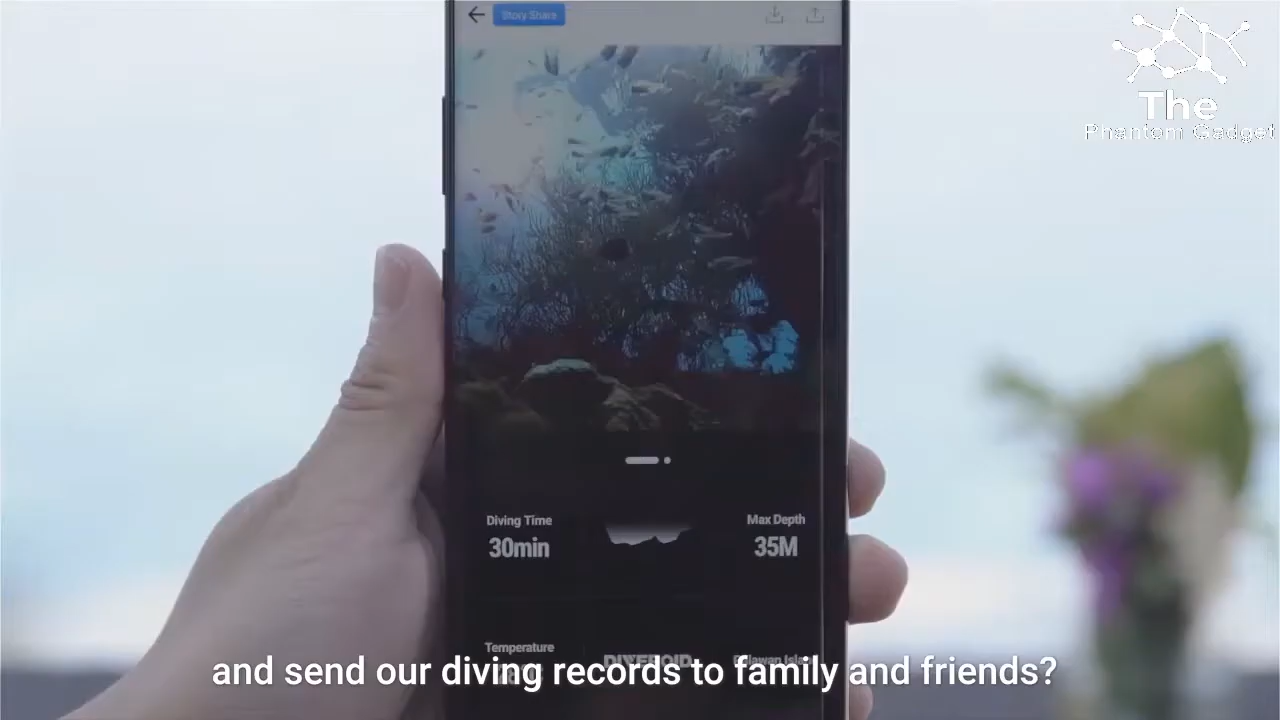 Story Share
The
Phantom Gadget
Diving Time
30min
Max Depth
35M
Temperature
DIVEROID
and send our diving records to family and friends?